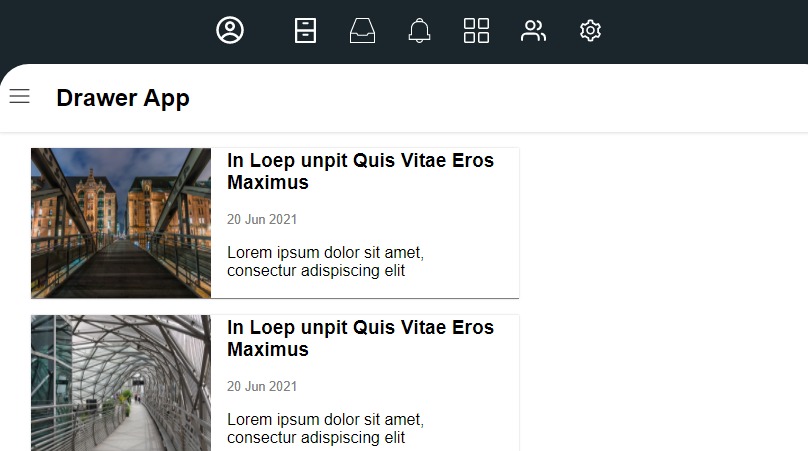 Drawer App
In Loep unpit Quis Vitae Eros
Maximus
20 Jun 2021
Lorem ipsum dolor sit amet,
consectur adispiscing elit
In Loep unpit Quis Vitae Eros
Maximus
20 Jun 2021
Lorem ipsum dolor sit amet,
consectur adispiscing elit